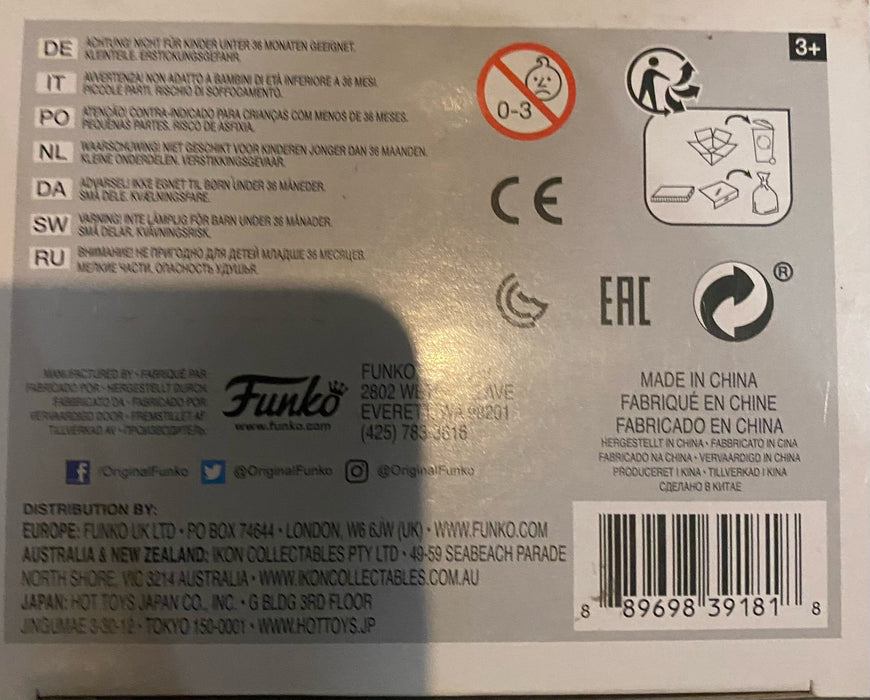 DE ACHTUNG! NICHT FÜR KINDER UNTER 36 MONATEN GEEIGNET.
KLEINTEILE. ERSTICKUNGSGEFAHR.
IT AVVERTENZA! NON ADATTO A BAMBINI DI ETÀ INFERIORE A 36 MESI.
PICCOLE PARTI. RISCHIO DI SOFFOCAMENTO.
PO ATENÇÃO! CONTRA-INDICADO PARA CRIANÇAS COM MENOS DE 36 MESES.
PEQUENAS PARTES. RISCO DE ASFIXIA.
NL WAARSCHUWING! NIET GESCHIKT VOOR KINDEREN JONGER DAN 36 MAANDEN.
KLEINE ONDERDELEN. VERSTIKKINGSGEVAAR.
DA ADVARSEL! IKKE EGNET TIL BØRN UNDER 36 MÅNEDER.
SMÅ DELE. KVÆLNINGSFARE.
SW VARNING! INTE LÄMPLIG FÖR BARN UNDER 36 MÅNADER.
SMÅ DELAR. KVÄVNINGSRISK.
RU ВНИМАНИЕ! НЕ ПРИГОДНО ДЛЯ ДЕТЕЙ МЛАДШЕ 36 МЕСЯЦЕВ.
МЕЛКИЕ ЧАСТИ. ОПАСНОСТЬ УДУШЬЯ.
0-3
3+
CE
EAC
®
MANUFACTURED BY • FABRIQUÉ PAR
FABRICADO POR • HERGESTELLT DURCH
FABBRICATO DA • FABRICADO POR
VERVAARDIGD DOOR • FREMSTILLET AF
TILLVERKAD AV • ПРОИЗВОДИТЕЛЬ:
Funko
www.funko.com
FUNKO
2802 AVE
EVERETT, WA 98201
(425) 783-3616
/OriginalFunko @OriginalFunko @OriginalFunko
DISTRIBUTION BY:
EUROPE: FUNKO UK LTD • PO BOX 74644 • LONDON, W6 6JW (UK) • WWW.FUNKO.COM
AUSTRALIA & NEW ZEALAND: IKON COLLECTABLES PTY LTD • 49-59 SEABEACH PARADE
NORTH SHORE, VIC 3214 AUSTRALIA • WWW.IKONCOLLECTABLES.COM.AU
JAPAN: HOT TOYS JAPAN CO., INC. • G BLDG 3RD FLOOR
JINGUMAE 3-30-12 • TOKYO 150-0001 • WWW.HOTTOYS.JP
MADE IN CHINA
FABRIQUÉ EN CHINE
FABRICADO EN CHINA
HERGESTELLT IN CHINA • FABBRICATO IN CINA
FABRICADO NA CHINA • VERVAARDIGD IN CHINA
PRODUCERET I KINA • TILLVERKAD I KINA
СДЕЛАНО В КИТАЕ
8 89698 39181 8